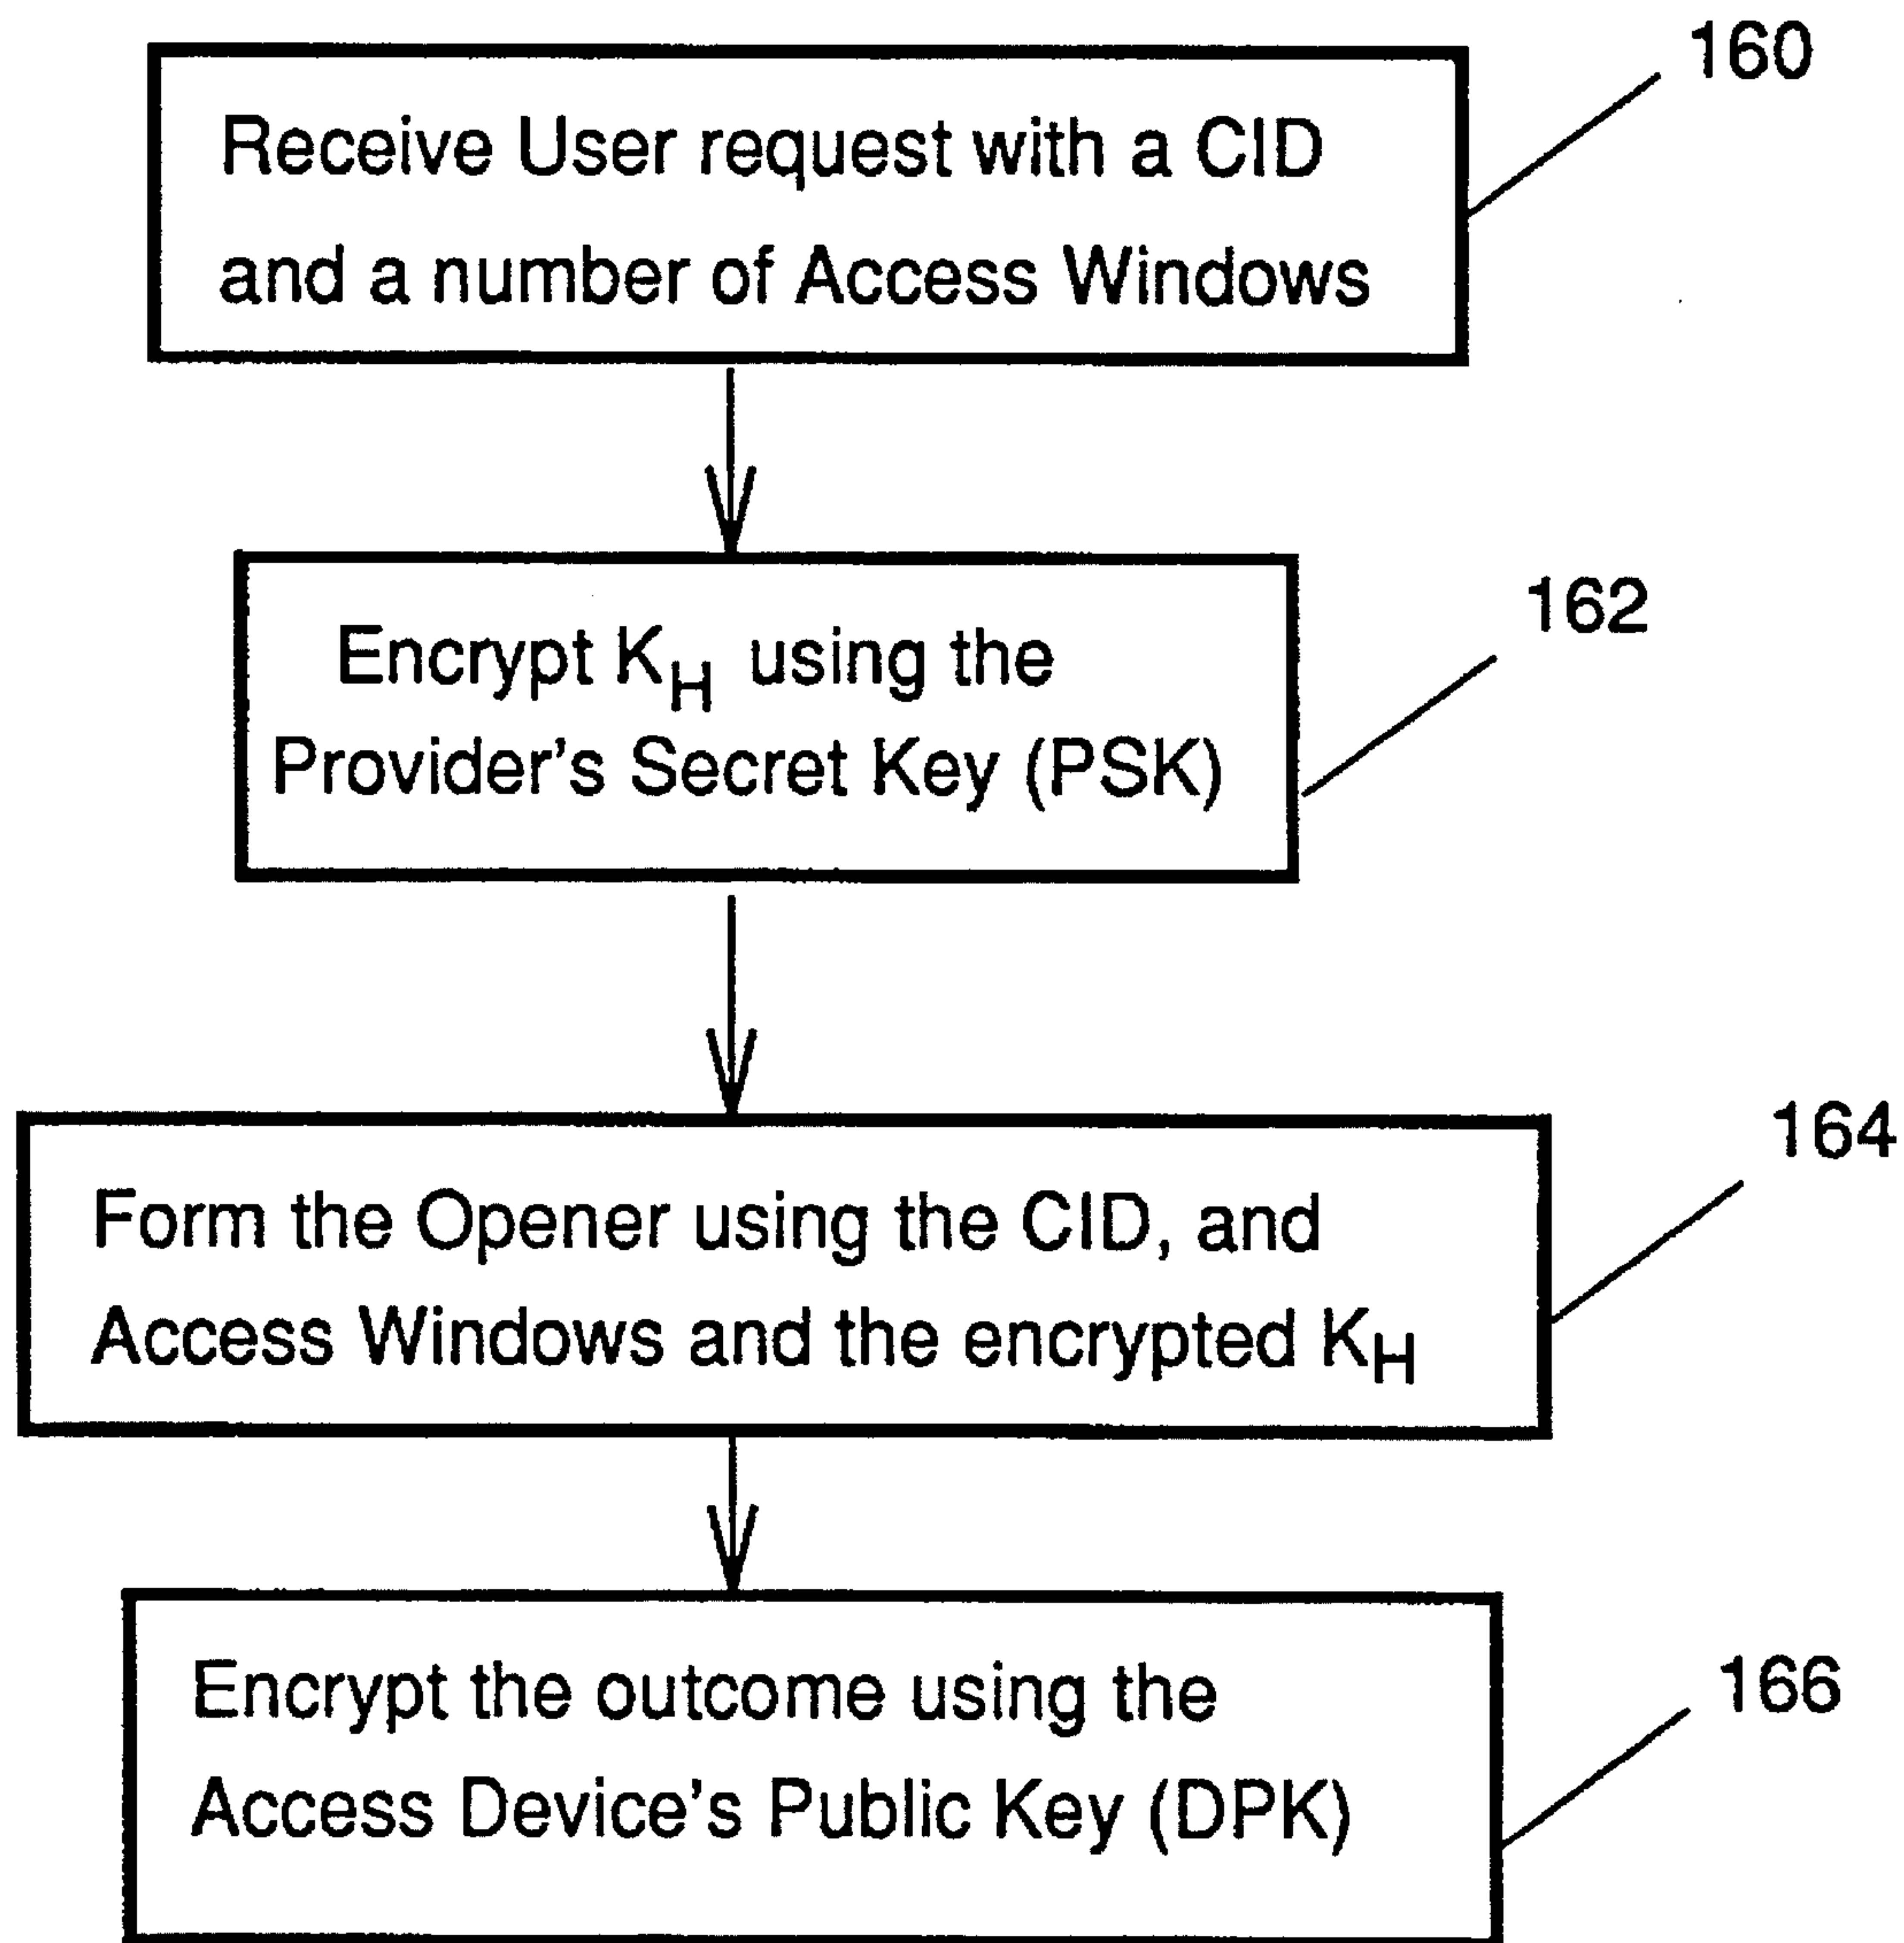 160
Receive User request with a CID
and a number of Access Windows
162
Encrypt K_H using the
Provider's Secret Key (PSK)
164
Form the Opener using the CID, and
Access Windows and the encrypted K_H
166
Encrypt the outcome using the
Access Device's Public Key (DPK)